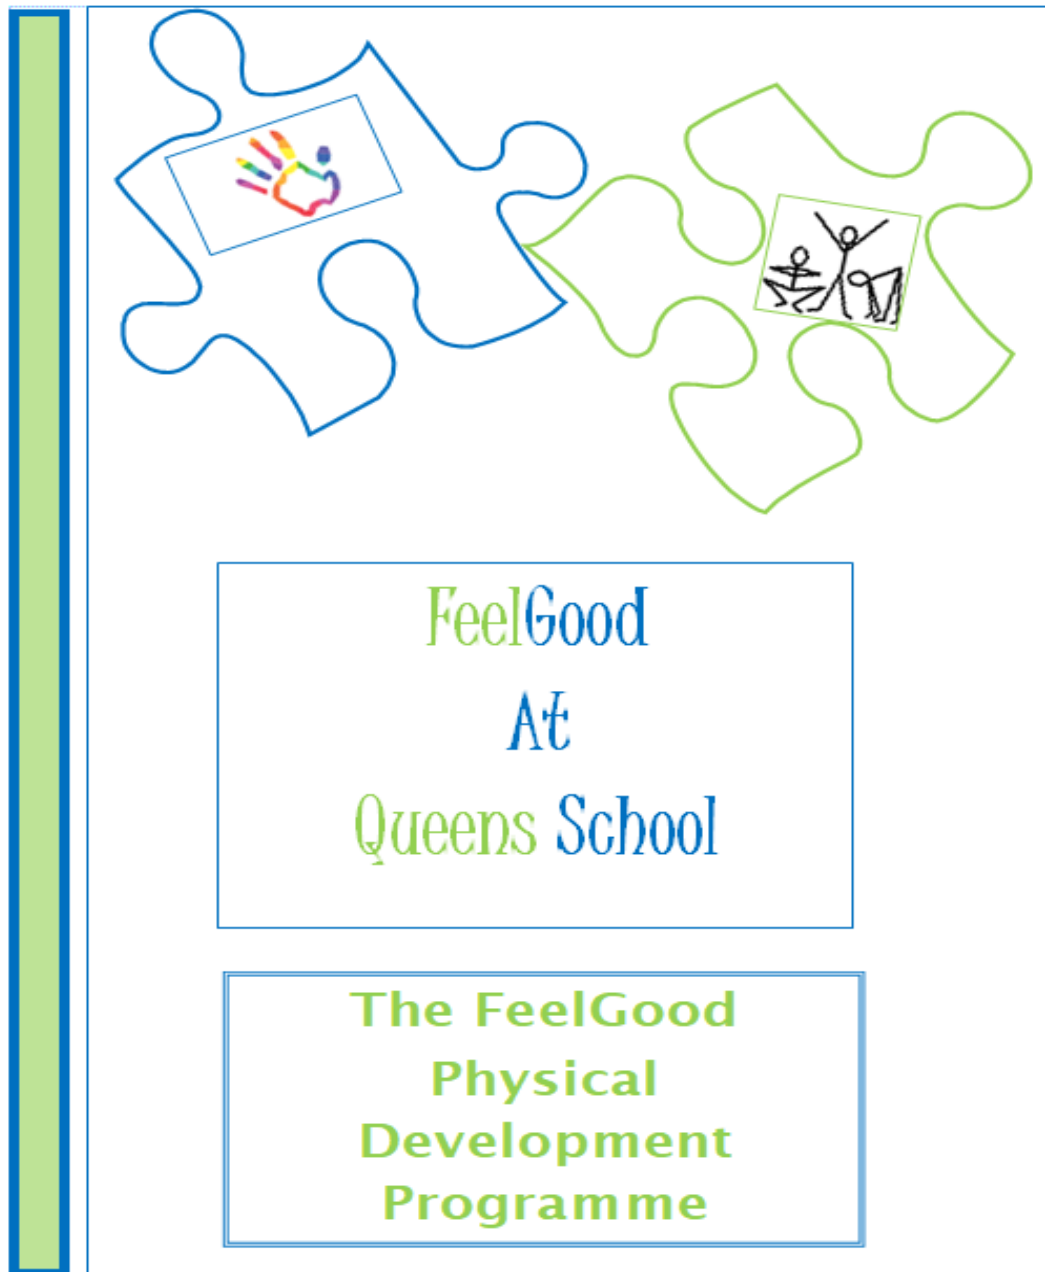 FeelGood
At
Queens School
The FeelGood
Physical
Development
Programme